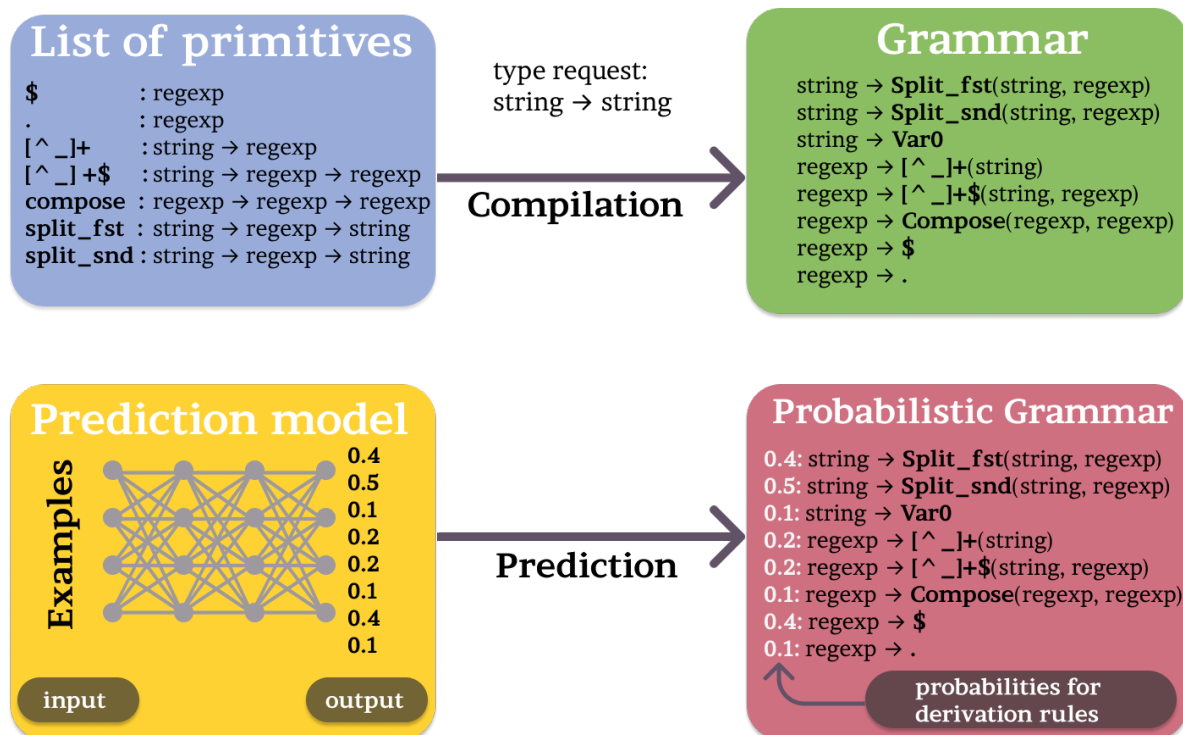 List of primitives
$ : regexp
. : regexp
[^ _]+ : string → regexp
[^ _] +$ : string → regexp → regexp
compose : regexp → regexp → regexp
split_fst : string → regexp → string
split_snd : string → regexp → string
type request:
string → string
Compilation
Grammar
string → Split_fst(string, regexp)
string → Split_snd(string, regexp)
string → Var0
regexp → [^ _]+(string)
regexp → [^ _]+$(string, regexp)
regexp → Compose(regexp, regexp)
regexp → $
regexp → .
Prediction model
Examples
0.4
0.5
0.1
0.2
0.2
0.1
0.4
0.1
input
output
Prediction
Probabilistic Grammar
0.4: string → Split_fst(string, regexp)
0.5: string → Split_snd(string, regexp)
0.1: string → Var0
0.2: regexp → [^ _]+(string)
0.2: regexp → [^ _]+$(string, regexp)
0.1: regexp → Compose(regexp, regexp)
0.4: regexp → $
0.1: regexp → .
probabilities for
derivation rules